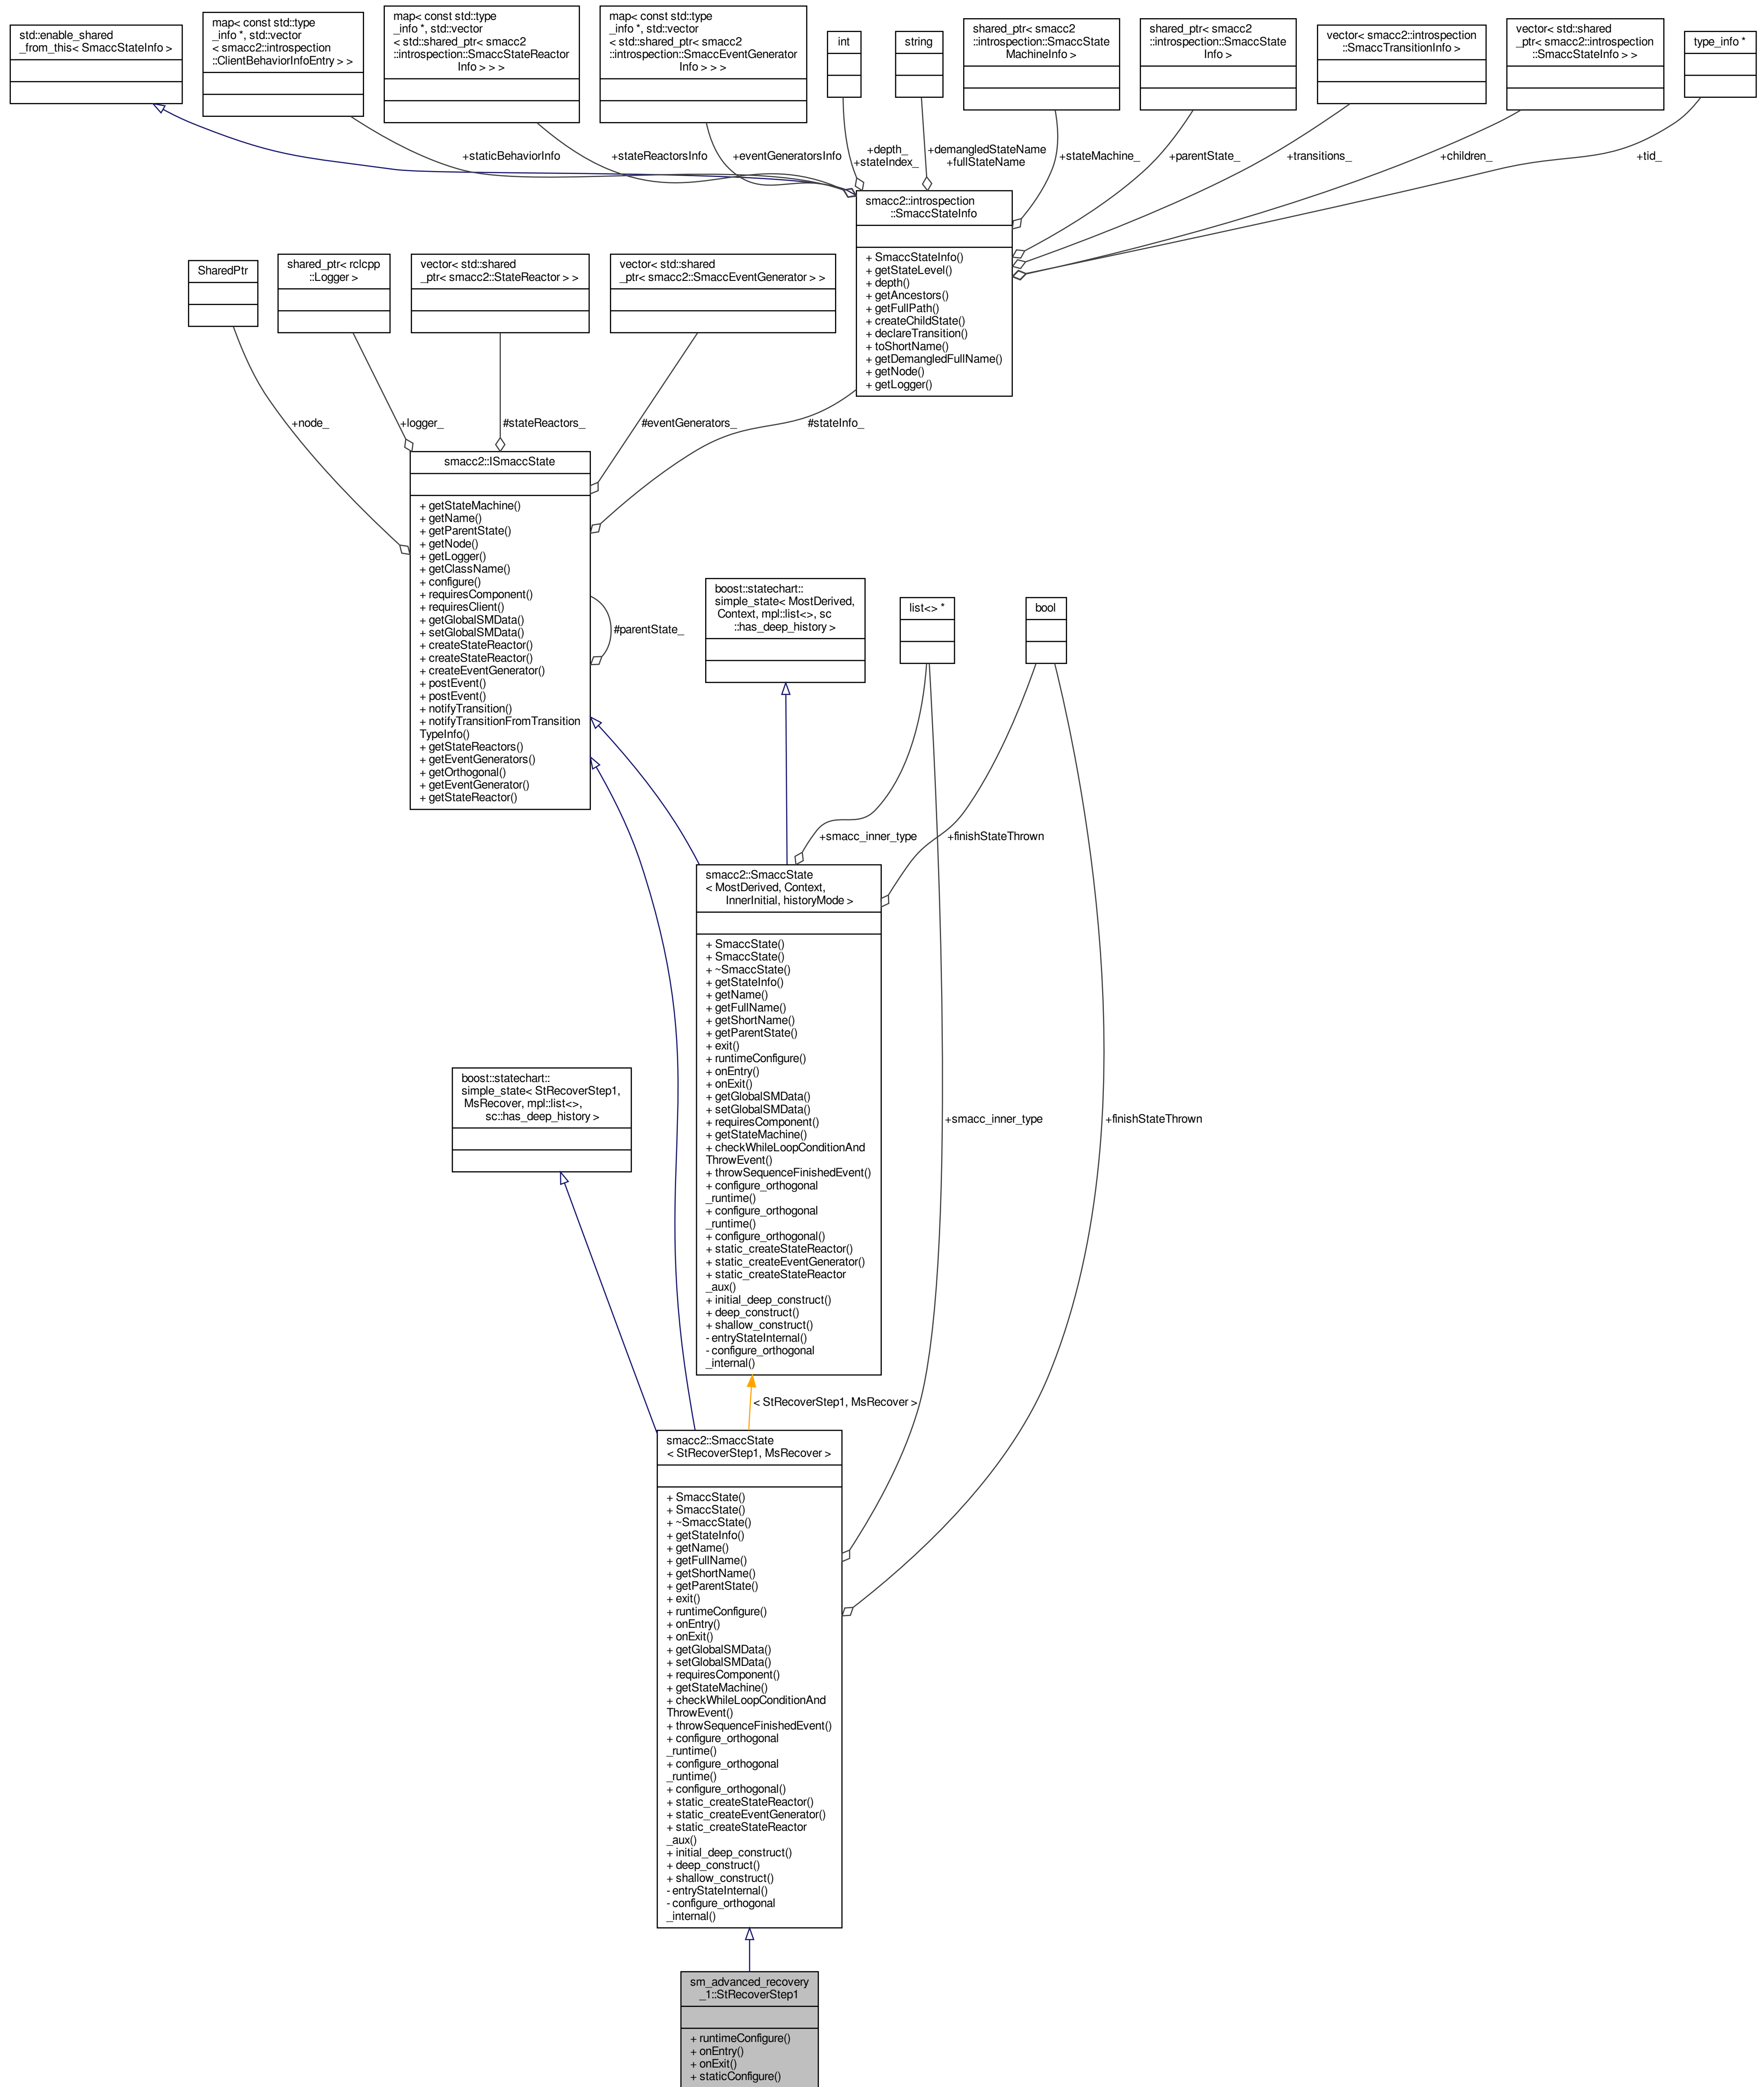 std::enable_shared
_from_this< SmaccStateInfo >
map< const std::type
_info *, std::vector
< smacc2::introspection
::ClientBehaviorInfoEntry > >
map< const std::type
_info *, std::vector
< std::shared_ptr< smacc2
::introspection::SmaccStateReactor
Info > > >
map< const std::type
_info *, std::vector
< std::shared_ptr< smacc2
::introspection::SmaccEventGenerator
Info > > >
int
string
shared_ptr< smacc2
::introspection::SmaccState
MachineInfo >
shared_ptr< smacc2
::introspection::SmaccState
Info >
vector< smacc2::introspection
::SmaccTransitionInfo >
vector< std::shared
_ptr< smacc2::introspection
::SmaccStateInfo > >
type_info *
+staticBehaviorInfo
+stateReactorsInfo
+eventGeneratorsInfo
+depth_
+stateIndex_
+demangledStateName
+fullStateName
+stateMachine_
+parentState_
+transitions_
+children_
+tid_
smacc2::introspection
::SmaccStateInfo
+ SmaccStateInfo()
+ getStateLevel()
+ depth()
+ getAncestors()
+ getFullPath()
+ createChildState()
+ declareTransition()
+ toShortName()
+ getDemangledFullName()
+ getNode()
+ getLogger()
SharedPtr
shared_ptr< rclcpp
::Logger >
vector< std::shared
_ptr< smacc2::StateReactor > >
vector< std::shared
_ptr< smacc2::SmaccEventGenerator > >
+node_
+logger_
#stateReactors_
#eventGenerators_
#stateInfo_
smacc2::ISmaccState
+ getStateMachine()
+ getName()
+ getParentState()
+ getNode()
+ getLogger()
+ getClassName()
+ configure()
+ requiresComponent()
+ requiresClient()
+ getGlobalSMData()
+ setGlobalSMData()
+ createStateReactor()
+ createStateReactor()
+ createEventGenerator()
+ postEvent()
+ postEvent()
+ notifyTransition()
+ notifyTransitionFromTransition
TypeInfo()
+ getStateReactors()
+ getEventGenerators()
+ getOrthogonal()
+ getEventGenerator()
+ getStateReactor()
#parentState_
boost::statechart::
simple_state< MostDerived,
Context, mpl::list<>, sc
::has_deep_history >
list<> *
bool
+smacc_inner_type
+finishStateThrown
smacc2::SmaccState
< MostDerived, Context,
InnerInitial, historyMode >
+ SmaccState()
+ SmaccState()
+ ~SmaccState()
+ getStateInfo()
+ getName()
+ getFullName()
+ getShortName()
+ getParentState()
+ exit()
+ runtimeConfigure()
+ onEntry()
+ onExit()
+ getGlobalSMData()
+ setGlobalSMData()
+ requiresComponent()
+ getStateMachine()
+ checkWhileLoopConditionAnd
ThrowEvent()
+ throwSequenceFinishedEvent()
+ configure_orthogonal
_runtime()
+ configure_orthogonal
_runtime()
+ configure_orthogonal()
+ static_createStateReactor()
+ static_createEventGenerator()
+ static_createStateReactor
_aux()
+ initial_deep_construct()
+ deep_construct()
+ shallow_construct()
- entryStateInternal()
- configure_orthogonal
_internal()
boost::statechart::
simple_state< StRecoverStep1,
MsRecover, mpl::list<>,
sc::has_deep_history >
+smacc_inner_type
+finishStateThrown
< StRecoverStep1, MsRecover >
smacc2::SmaccState
< StRecoverStep1, MsRecover >
+ SmaccState()
+ SmaccState()
+ ~SmaccState()
+ getStateInfo()
+ getName()
+ getFullName()
+ getShortName()
+ getParentState()
+ exit()
+ runtimeConfigure()
+ onEntry()
+ onExit()
+ getGlobalSMData()
+ setGlobalSMData()
+ requiresComponent()
+ getStateMachine()
+ checkWhileLoopConditionAnd
ThrowEvent()
+ throwSequenceFinishedEvent()
+ configure_orthogonal
_runtime()
+ configure_orthogonal
_runtime()
+ configure_orthogonal()
+ static_createStateReactor()
+ static_createEventGenerator()
+ static_createStateReactor
_aux()
+ initial_deep_construct()
+ deep_construct()
+ shallow_construct()
- entryStateInternal()
- configure_orthogonal
_internal()
sm_advanced_recovery
_1::StRecoverStep1
+ runtimeConfigure()
+ onEntry()
+ onExit()
+ staticConfigure()